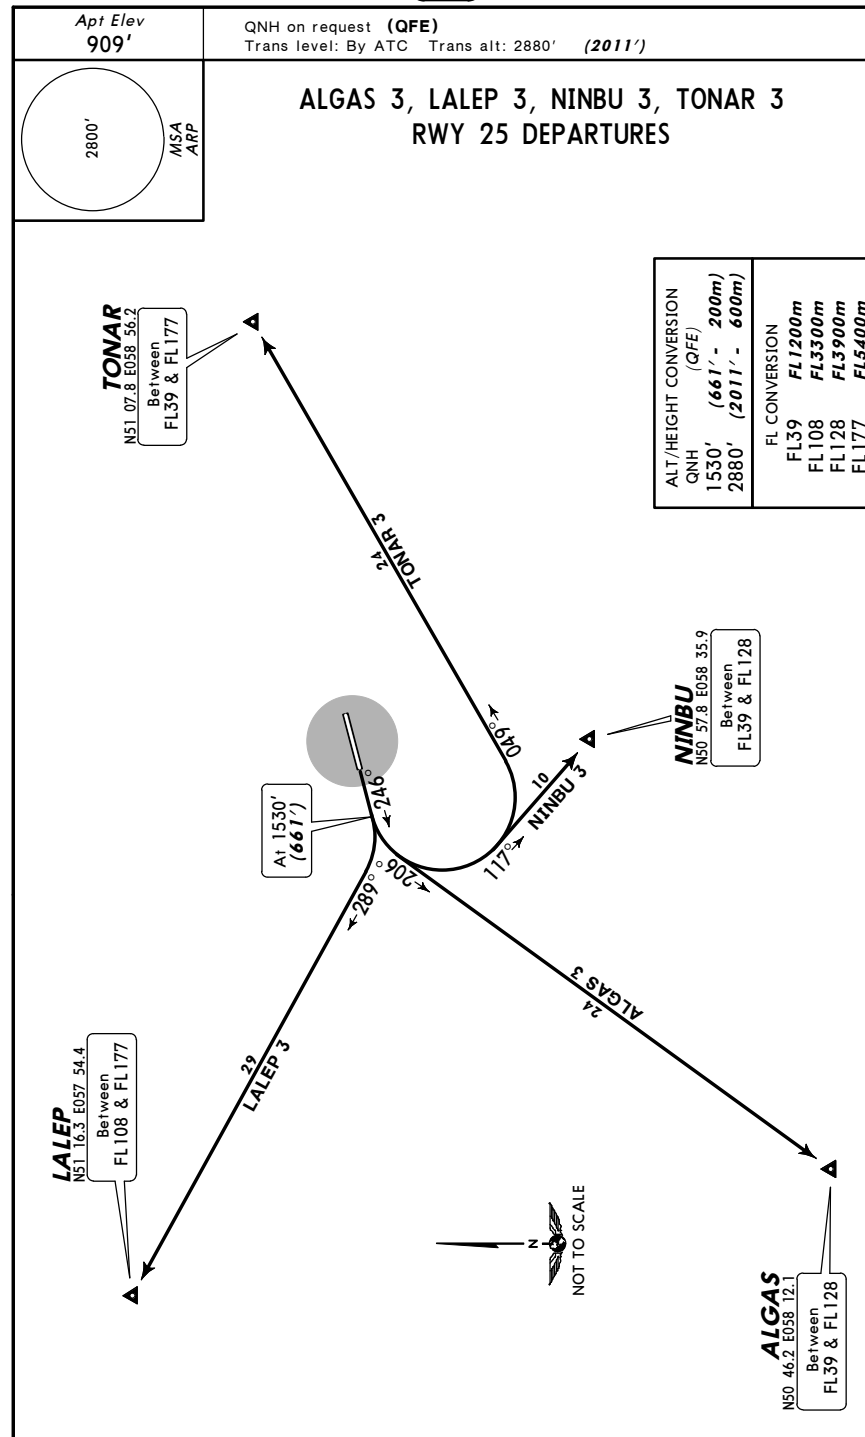 Apt Elev
909'
QNH on request (QFE)
Trans level: By ATC Trans alt: 2880' (2011')
2800'
MSA
ARP
ALGAS 3, LALEP 3, NINBU 3, TONAR 3
RWY 25 DEPARTURES
ALT/HEIGHT CONVERSION
QNH (QFE)
1530' (661' - 200m)
2880' (2011' - 600m)
FL CONVERSION
FL39 FL1200m
FL108 FL3300m
FL128 FL3900m
FL177 FL5400m
TONAR
N51 07.8 E058 56.2
Between
FL39 & FL177
24
TONAR 3
049°
NINBU
N50 57.8 E058 35.9
Between
FL39 & FL128
10
NINBU 3
117°
At 1530'
(661')
246°
206°
289°
29
LALEP 3
24
ALGAS 3
LALEP
N51 16.3 E057 54.4
Between
FL108 & FL177
N
NOT TO SCALE
ALGAS
N50 46.2 E058 12.1
Between
FL39 & FL128